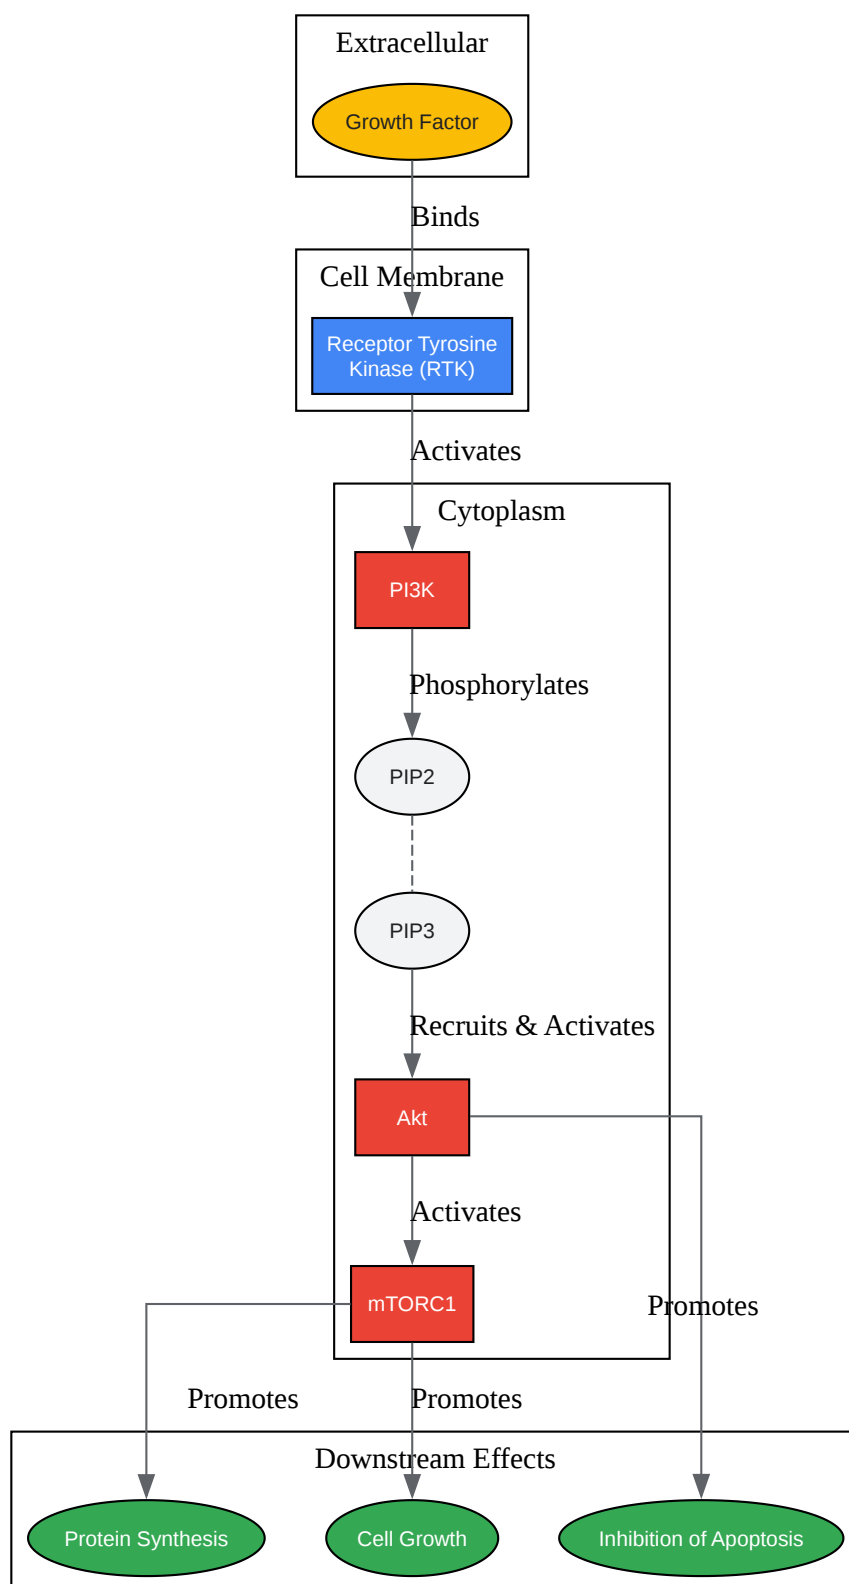 Extracellular
Growth Factor
Binds
Cell Membrane
Receptor Tyrosine
Kinase (RTK)
Activates
Cytoplasm
PI3K
Phosphorylates
PIP2
PIP3
Recruits & Activates
Akt
Activates
mTORC1
Promotes
Promotes
Promotes
Downstream Effects
Protein Synthesis
Cell Growth
Inhibition of Apoptosis